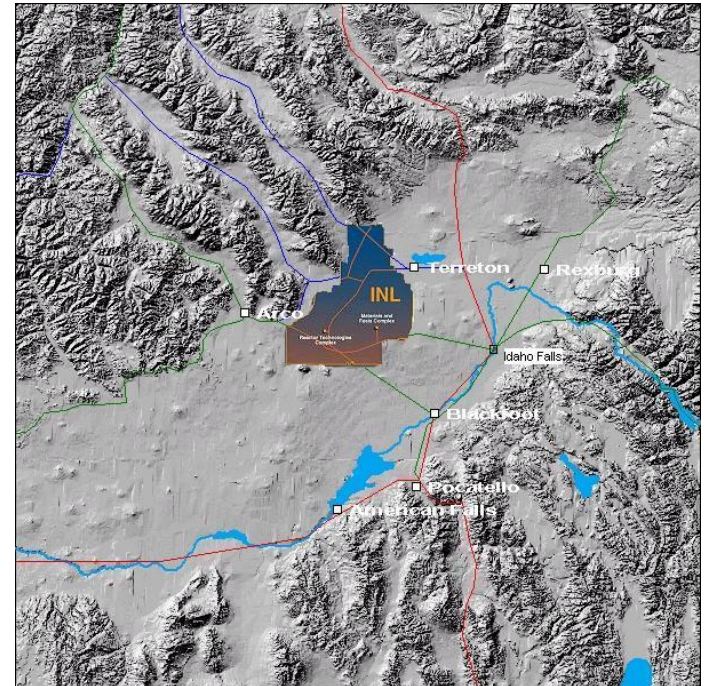 Terreton
Rexburg
INL
Arco
Materials and
Fuels Complex
Reactor Technologies
Complex
Idaho Falls
Blackfoot
Pocatello
American Falls